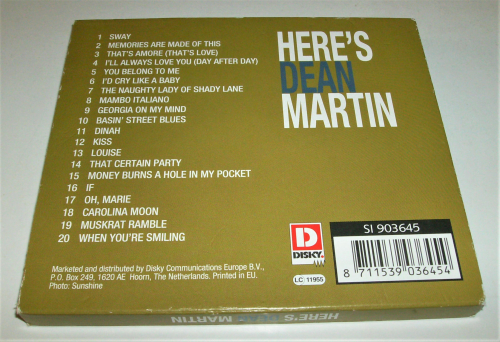 HERE'S
DEAN
MARTIN
1 SWAY
2 MEMORIES ARE MADE OF THIS
3 THAT'S AMORE (THAT'S LOVE)
4 I'LL ALWAYS LOVE YOU (DAY AFTER DAY)
5 YOU BELONG TO ME
6 I'D CRY LIKE A BABY
7 THE NAUGHTY LADY OF SHADY LANE
8 MAMBO ITALIANO
9 GEORGIA ON MY MIND
10 BASIN' STREET BLUES
11 DINAH
12 KISS
13 LOUISE
14 THAT CERTAIN PARTY
15 MONEY BURNS A HOLE IN MY POCKET
16 IF
17 OH, MARIE
18 CAROLINA MOON
19 MUSKRAT RAMBLE
20 WHEN YOU'RE SMILING
Marketed and distributed by Disky Communications Europe B.V.,
P.O. Box 249, 1620 AE Hoorn, The Netherlands. Printed in EU.
Photo: Sunshine
D
DISKY
LC 11955
SI 903645
8 711539 036454
HERE'S DEAN MARTIN